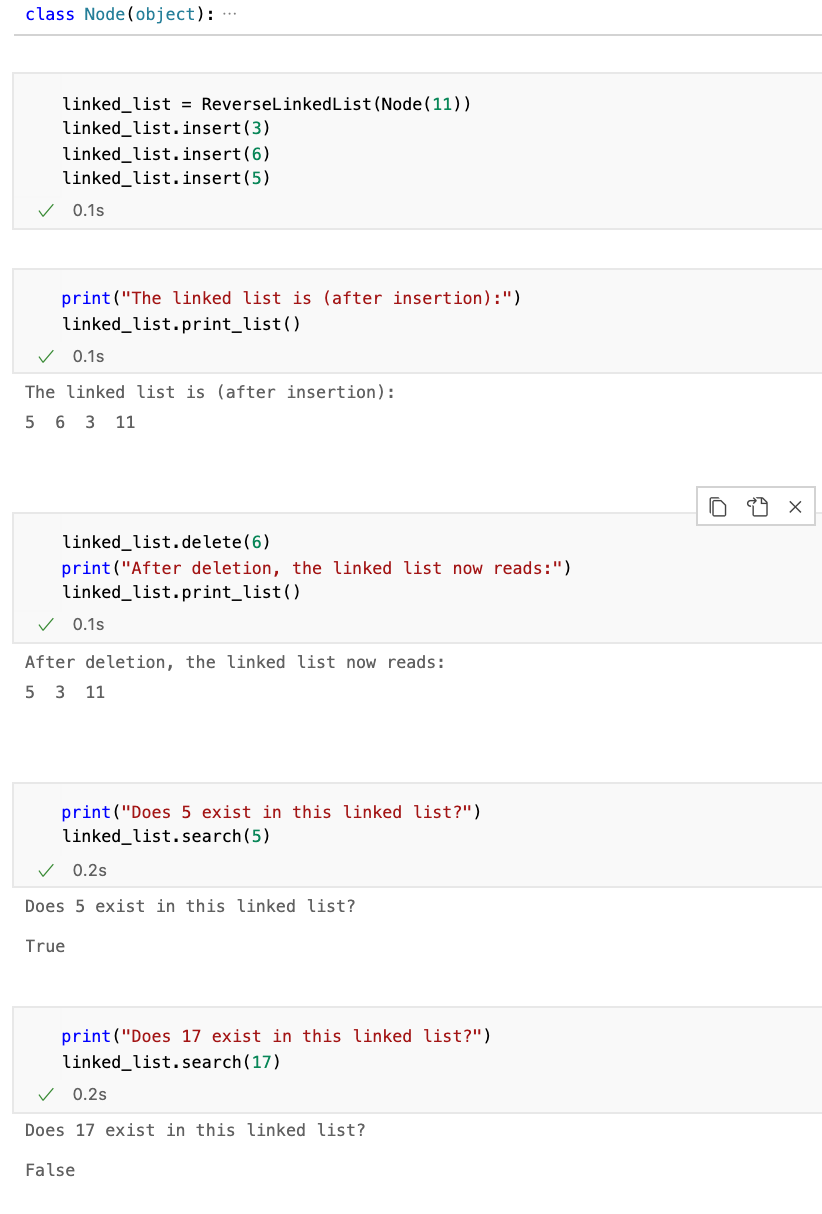 class Node(object): ···
linked_list = ReverseLinkedList(Node(11))
linked_list.insert(3)
linked_list.insert(6)
linked_list.insert(5)
0.1s
print("The linked list is (after insertion):")
linked_list.print_list()
0.1s
The linked list is (after insertion):
5  6  3  11
linked_list.delete(6)
print("After deletion, the linked list now reads:")
linked_list.print_list()
0.1s
After deletion, the linked list now reads:
5  3  11
print("Does 5 exist in this linked list?")
linked_list.search(5)
0.2s
Does 5 exist in this linked list?
True
print("Does 17 exist in this linked list?")
linked_list.search(17)
0.2s
Does 17 exist in this linked list?
False